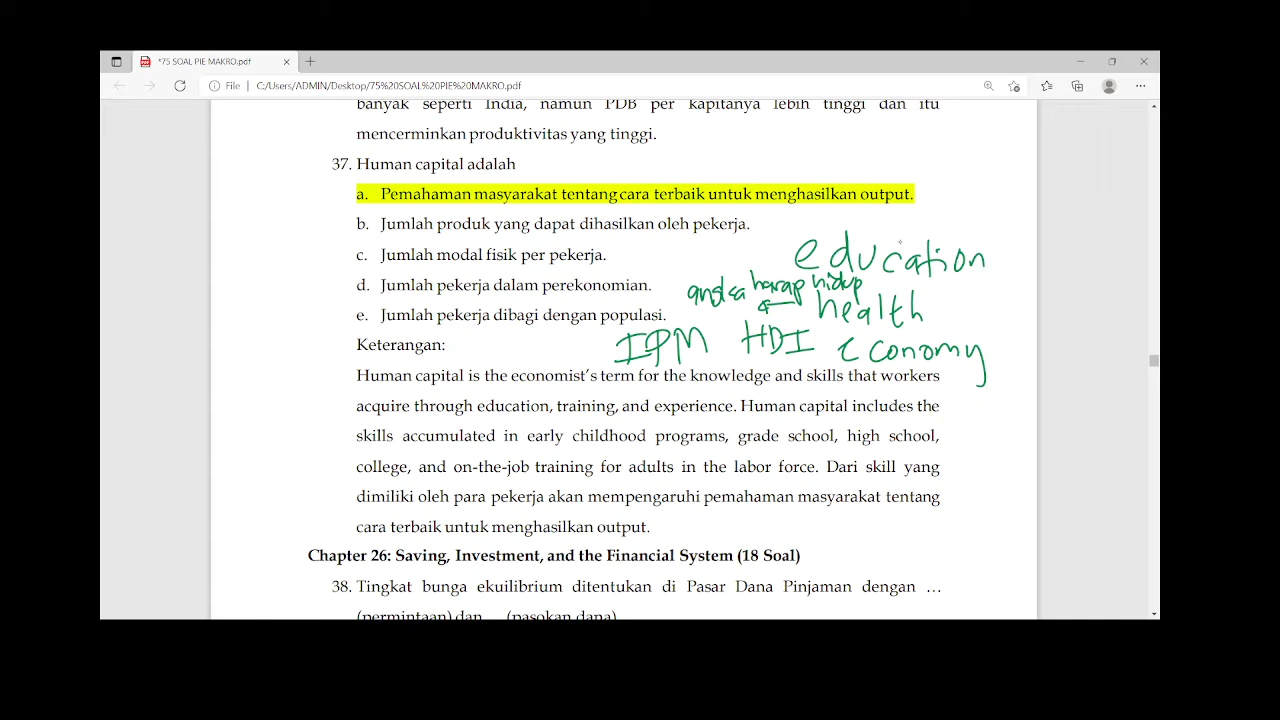 *75 SOAL PIE MAKRO.pdf
File | C:/Users/ADMIN/Desktop/75%20SOAL%20PIE%20MAKRO.pdf
banyak seperti India, namun PDB per kapitanya lebih tinggi dan itu
mencerminkan produktivitas yang tinggi.
37. Human capital adalah
a. Pemahaman masyarakat tentang cara terbaik untuk menghasilkan output.
b. Jumlah produk yang dapat dihasilkan oleh pekerja.
education
c. Jumlah modal fisik per pekerja.
d. Jumlah pekerja dalam perekonomian.
angka harap hidup
e. Jumlah pekerja dibagi dengan populasi.
health
Keterangan:
IPM HDI economy
Human capital is the economist's term for the knowledge and skills that workers
acquire through education, training, and experience. Human capital includes the
skills accumulated in early childhood programs, grade school, high school,
college, and on-the-job training for adults in the labor force. Dari skill yang
dimiliki oleh para pekerja akan mempengaruhi pemahaman masyarakat tentang
cara terbaik untuk menghasilkan output.
Chapter 26: Saving, Investment, and the Financial System (18 Soal)
38. Tingkat bunga ekuilibrium ditentukan di Pasar Dana Pinjaman dengan …
(permintaan) dan … (pasokan dana)